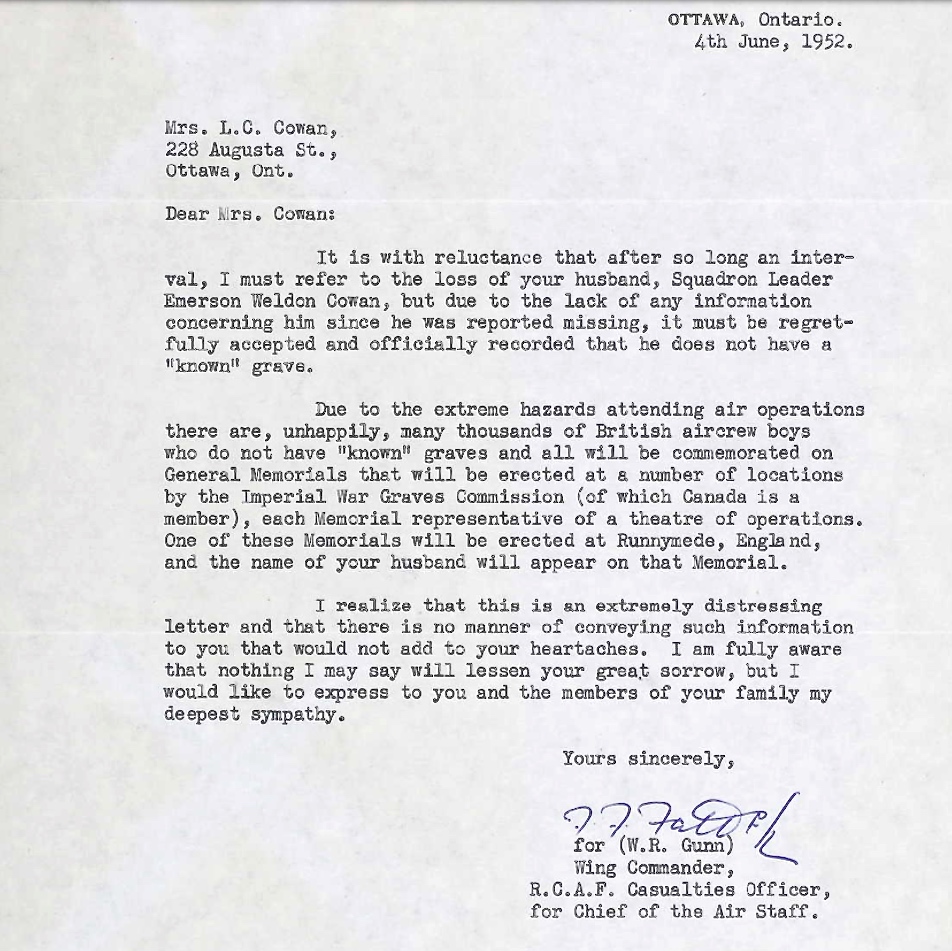 OTTAWA, Ontario.
4th June, 1952.
Mrs. L.C. Cowan,
228 Augusta St.,
Ottawa, Ont.
Dear Mrs. Cowan:
It is with reluctance that after so long an inter-
val, I must refer to the loss of your husband, Squadron Leader
Emerson Weldon Cowan, but due to the lack of any information
concerning him since he was reported missing, it must be regret-
fully accepted and officially recorded that he does not have a
"known" grave.
Due to the extreme hazards attending air operations
there are, unhappily, many thousands of British aircrew boys
who do not have "known" graves and all will be commemorated on
General Memorials that will be erected at a number of locations
by the Imperial War Graves Commission (of which Canada is a
member), each Memorial representative of a theatre of operations.
One of these Memorials will be erected at Runnymede, England,
and the name of your husband will appear on that Memorial.
I realize that this is an extremely distressing
letter and that there is no manner of conveying such information
to you that would not add to your heartaches. I am fully aware
that nothing I may say will lessen your great sorrow, but I
would like to express to you and the members of your family my
deepest sympathy.
Yours sincerely,
for (W.R. Gunn)
Wing Commander,
R.C.A.F. Casualties Officer,
for Chief of the Air Staff.